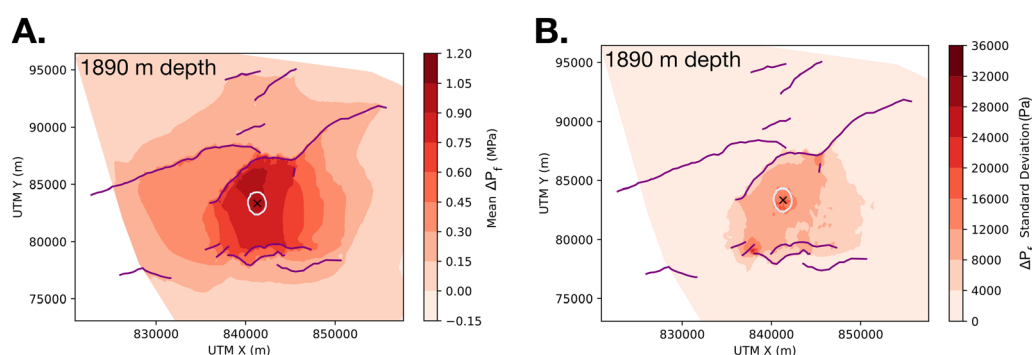 A.
1890 m depth
95000
90000
85000
80000
75000
UTM Y (m)
830000 840000 850000
UTM X (m)
1.20
1.05
0.90
0.75
0.60
0.45
0.30
0.15
0.00
−0.15
Mean ΔP_f (MPa)
B.
1890 m depth
95000
90000
85000
80000
75000
UTM Y (m)
830000 840000 850000
UTM X (m)
36000
32000
28000
24000
20000
16000
12000
8000
4000
0
ΔP_f Standard Deviation(Pa)